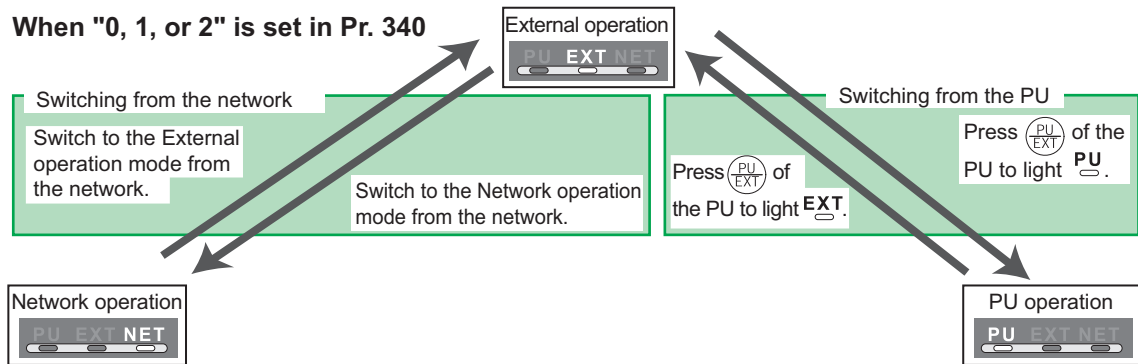 When "0, 1, or 2" is set in Pr. 340
External operation
PU EXT NET
Switching from the network
Switch to the External
operation mode from
the network.
Switch to the Network operation
mode from the network.
Switching from the PU
Press PU/EXT of the
PU to light PU.
Press PU/EXT of
the PU to light EXT.
Network operation
PU EXT NET
PU operation
PU EXT NET